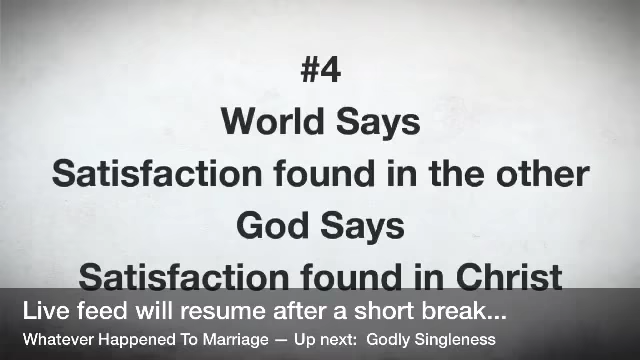 #4
World Says
Satisfaction found in the other
God Says
Satisfaction found in Christ
Live feed will resume after a short break...
Whatever Happened To Marriage — Up next: Godly Singleness